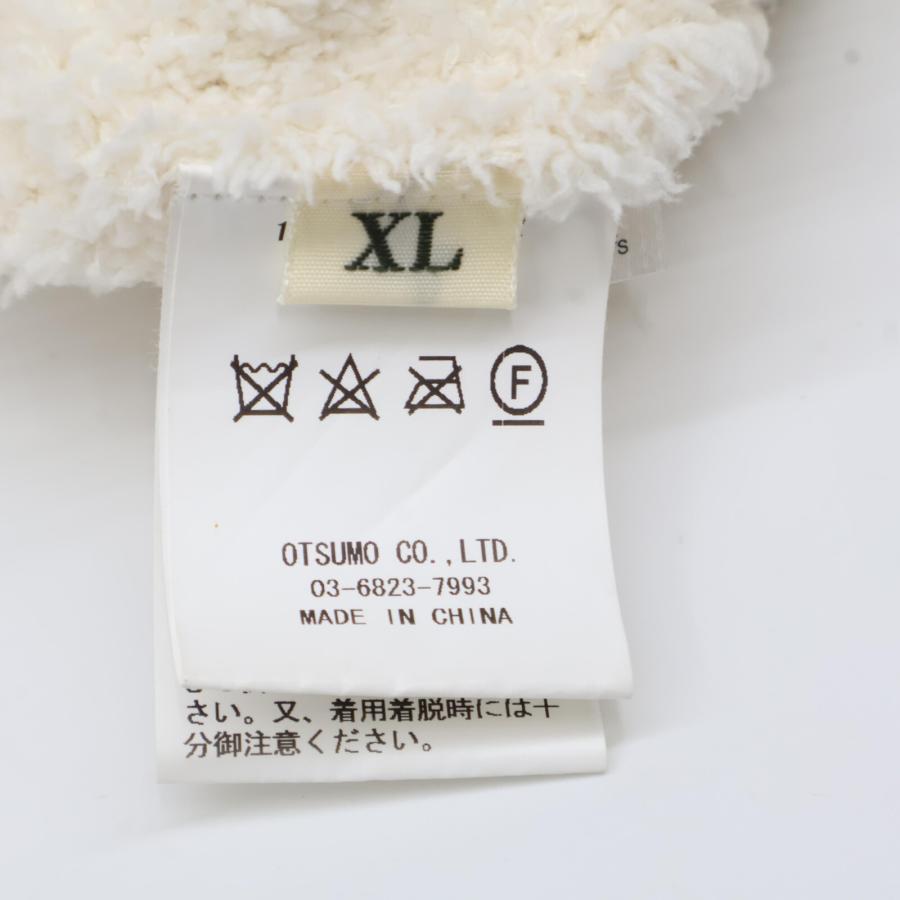 XL
F
OTSUMO CO.,LTD.
03-6823-7993
MADE IN CHINA
さい。又、着用着脱時には十
分御注意ください。